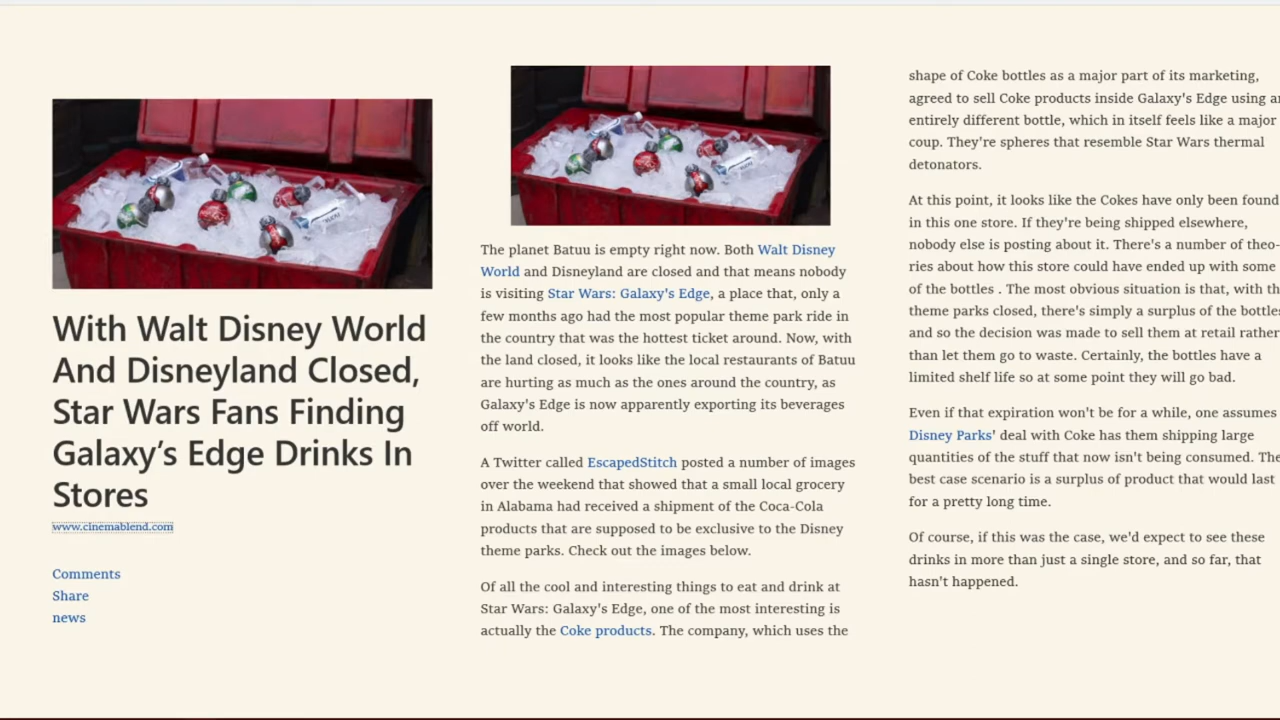 With Walt Disney World
And Disneyland Closed,
Star Wars Fans Finding
Galaxy’s Edge Drinks In
Stores
www.cinemablend.com
Comments
Share
news
The planet Batuu is empty right now. Both Walt Disney
World and Disneyland are closed and that means nobody
is visiting Star Wars: Galaxy's Edge, a place that, only a
few months ago had the most popular theme park ride in
the country that was the hottest ticket around. Now, with
the land closed, it looks like the local restaurants of Batuu
are hurting as much as the ones around the country, as
Galaxy's Edge is now apparently exporting its beverages
off world.
A Twitter called EscapedStitch posted a number of images
over the weekend that showed that a small local grocery
in Alabama had received a shipment of the Coca-Cola
products that are supposed to be exclusive to the Disney
theme parks. Check out the images below.
Of all the cool and interesting things to eat and drink at
Star Wars: Galaxy's Edge, one of the most interesting is
actually the Coke products. The company, which uses the
shape of Coke bottles as a major part of its marketing,
agreed to sell Coke products inside Galaxy's Edge using an
entirely different bottle, which in itself feels like a major
coup. They're spheres that resemble Star Wars thermal
detonators.
At this point, it looks like the Cokes have only been found
in this one store. If they're being shipped elsewhere,
nobody else is posting about it. There's a number of theo-
ries about how this store could have ended up with some
of the bottles . The most obvious situation is that, with th
theme parks closed, there's simply a surplus of the bottles
and so the decision was made to sell them at retail rather
than let them go to waste. Certainly, the bottles have a
limited shelf life so at some point they will go bad.
Even if that expiration won't be for a while, one assumes
Disney Parks' deal with Coke has them shipping large
quantities of the stuff that now isn't being consumed. The
best case scenario is a surplus of product that would last
for a pretty long time.
Of course, if this was the case, we'd expect to see these
drinks in more than just a single store, and so far, that
hasn't happened.